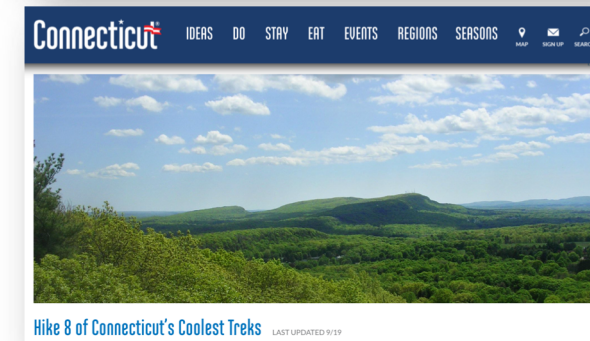 Connecticut IDEAS DO STAY EAT EVENTS REGIONS SEASONS
MAP SIGN UP
Hike 8 of Connecticut's Coolest Treks LAST UPDATED 9/19